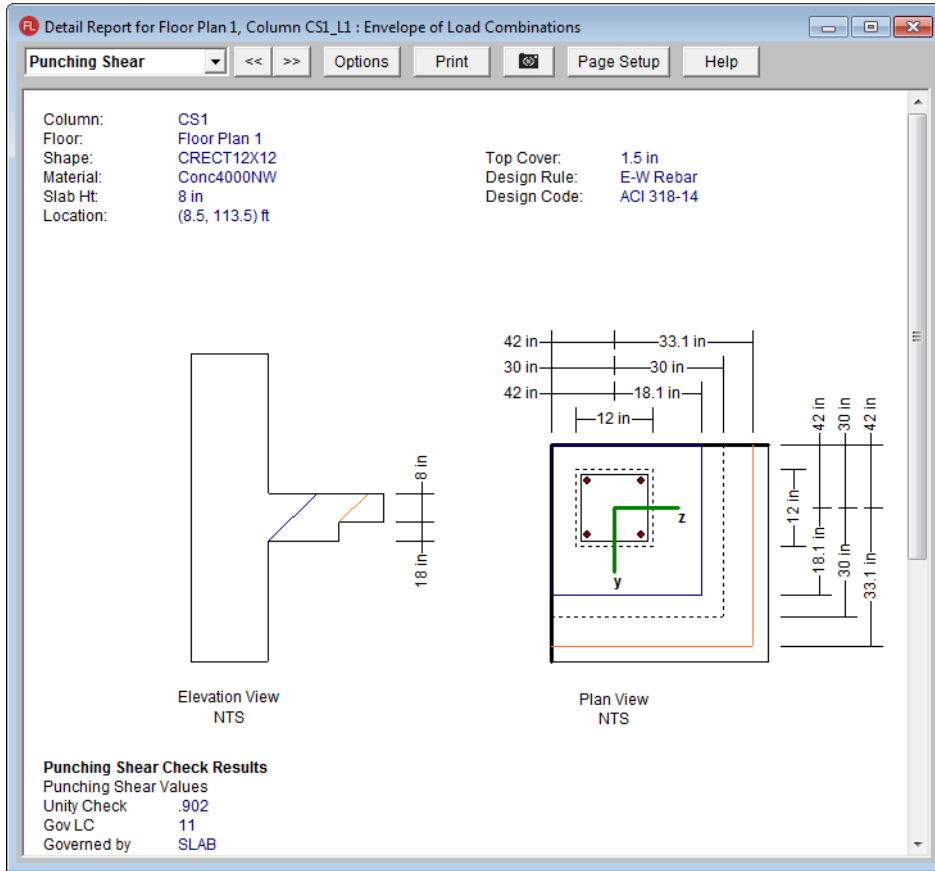 FL Detail Report for Floor Plan 1, Column CS1_L1 : Envelope of Load Combinations
Punching Shear << >> Options Print Page Setup Help
Column: CS1
Floor: Floor Plan 1
Shape: CRECT12X12
Material: Conc4000NW
Slab Ht: 8 in
Location: (8.5, 113.5) ft
Top Cover: 1.5 in
Design Rule: E-W Rebar
Design Code: ACI 318-14
8 in
18 in
Elevation View
NTS
42 in 33.1 in
30 in 30 in
42 in 18.1 in
12 in
z
y
12 in
42 in 30 in 42 in
18.1 in 30 in 33.1 in
Plan View
NTS
Punching Shear Check Results
Punching Shear Values
Unity Check .902
Gov LC 11
Governed by SLAB